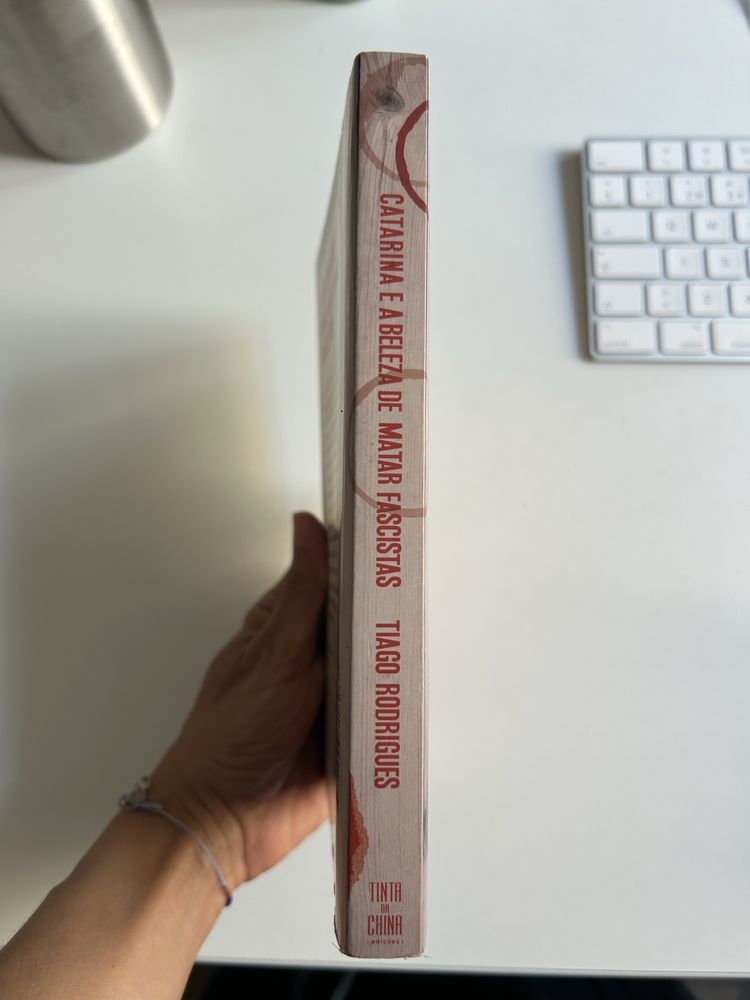 CATARINA E A BELEZA DE MATAR FASCISTAS TIAGO RODRIGUES
TINTA
DA
CHINA
·edições·